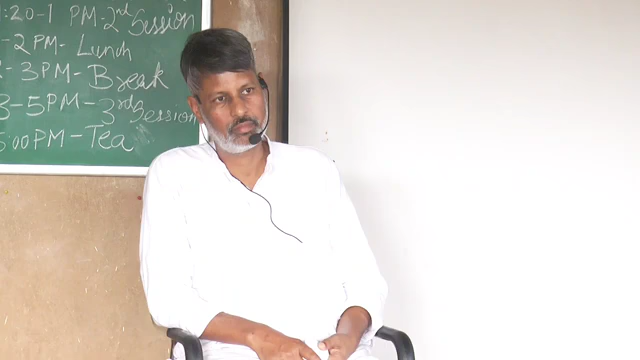 :20-1 PM-2nd Session
-2PM- Lunch
-3PM- Break
3-5PM-3rd Session
5:00PM-Tea